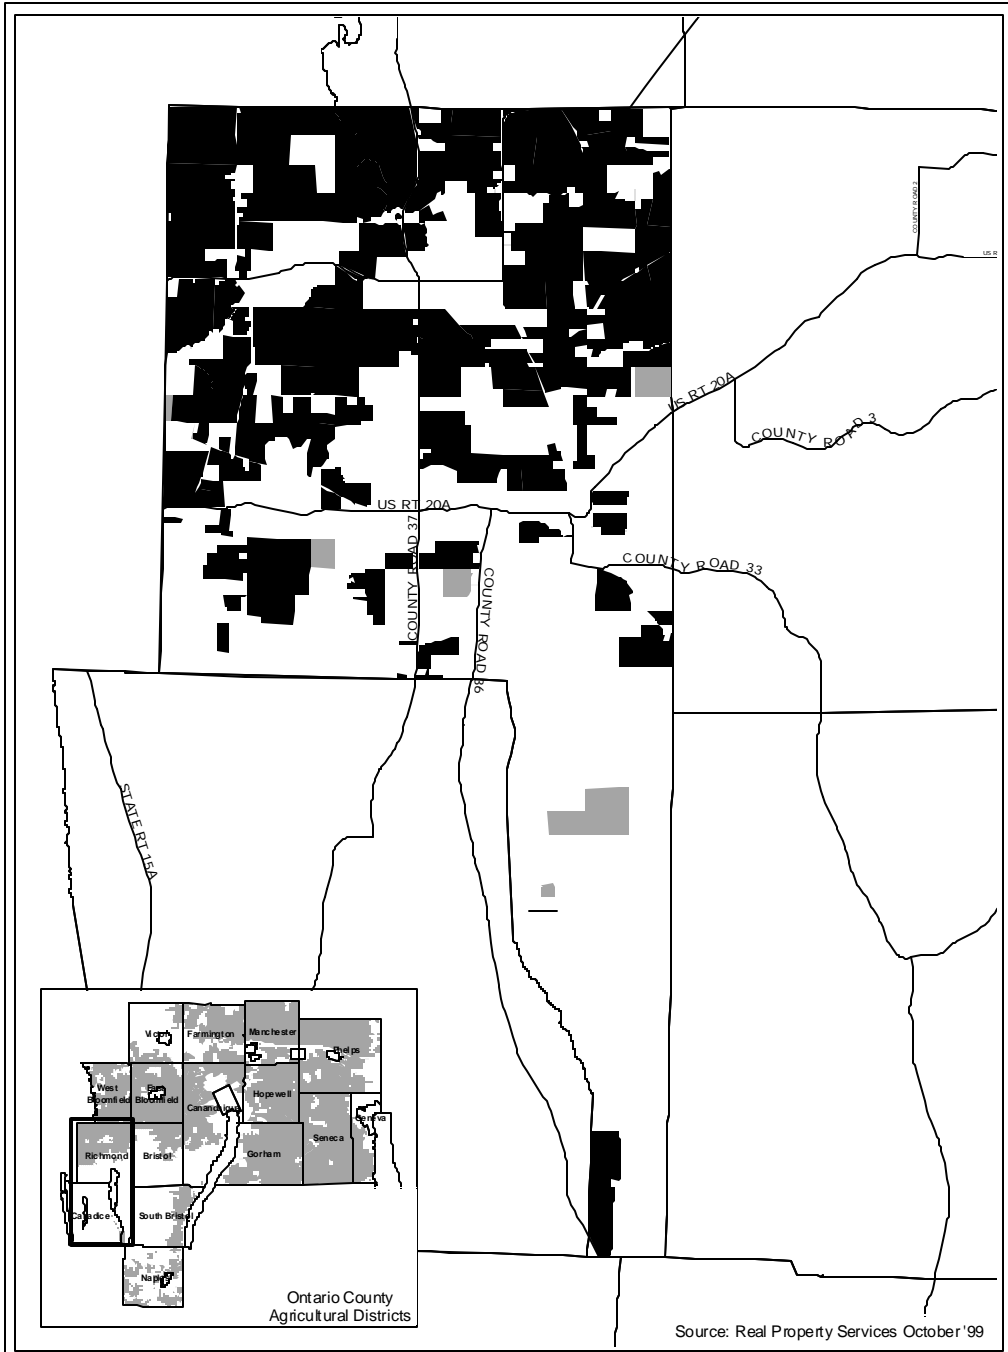 COUNTY ROAD 2
US R
US RT 20A
COUNTY ROAD 3
US RT 20A
COUNTY ROAD 37
COUNTY ROAD 33
COUNTY ROAD 36
STATE RT 15A
Victor
Farmington
Manchester
Phelps
West
Bloomfield
East
Bloomfield
Canandaigua
Hopewell
Geneva
Seneca
Richmond
Bristol
Gorham
Canadice
South Bristol
Naples
Ontario County
Agricultural Districts
Source: Real Property Services October '99